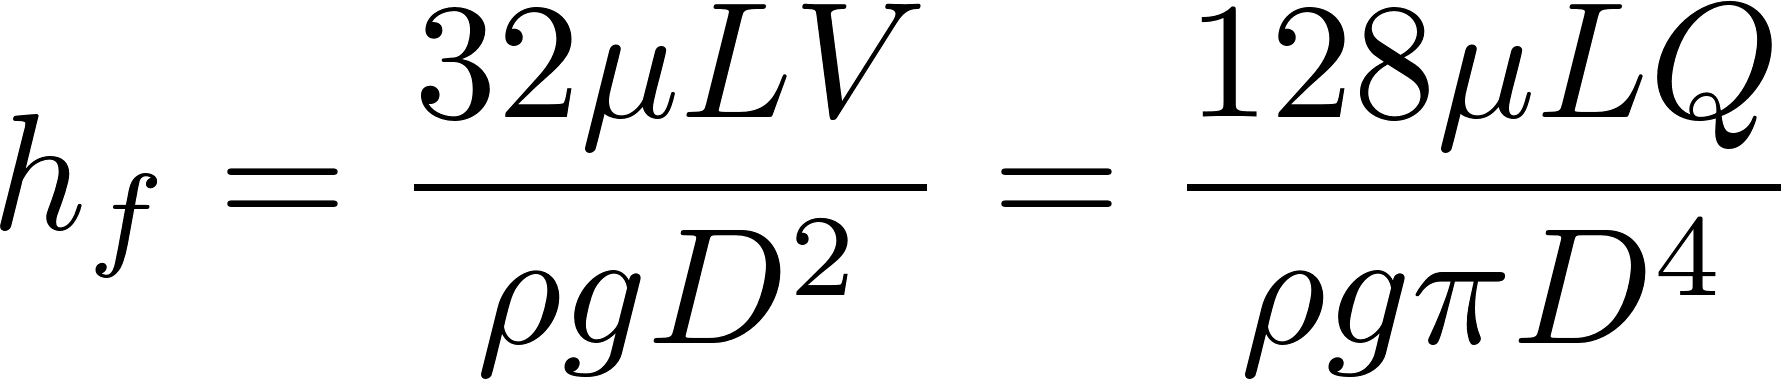 h_f = \frac{32\mu LV}{\rho g D^2} = \frac{128\mu LQ}{\rho g \pi D^4}